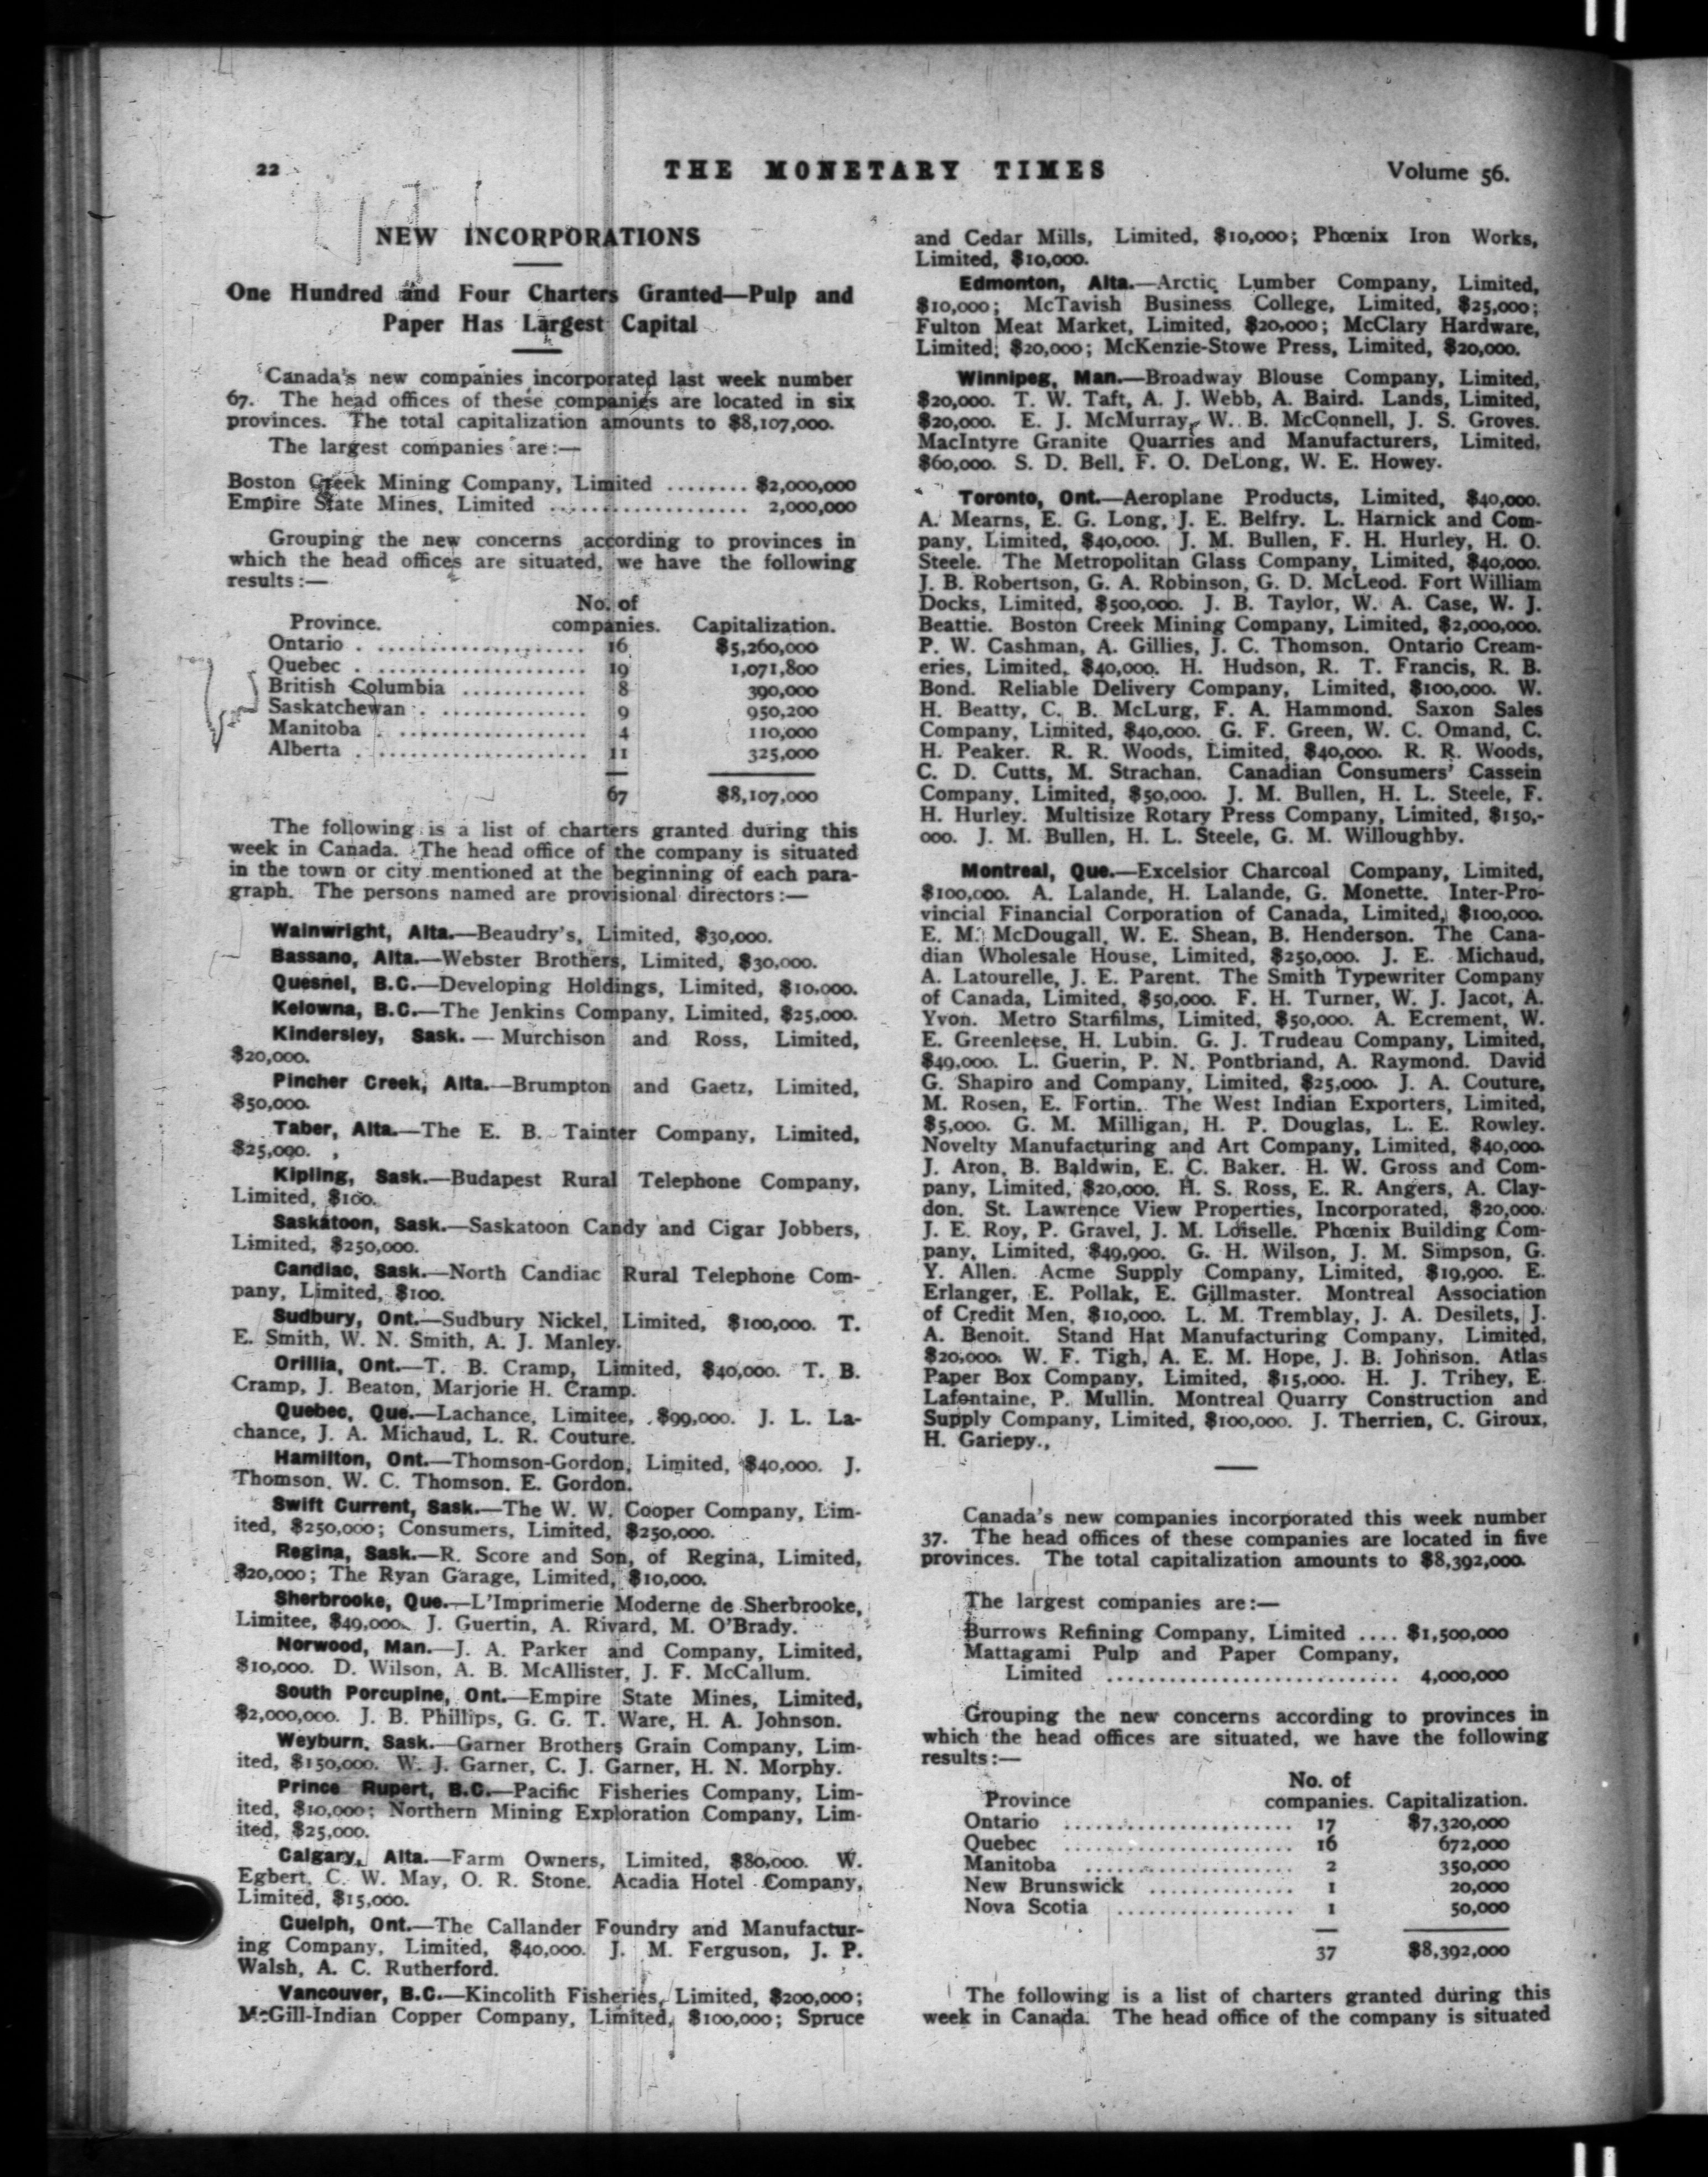 22
THE MONETARY TIMES
Volume 56.
NEW INCORPORATIONS
One Hundred and Four Charters Granted—Pulp and
Paper Has Largest Capital
Canada's new companies incorporated last week number
67. The head offices of these companies are located in six
provinces. The total capitalization amounts to $8,107,000.
The largest companies are:—
Boston Creek Mining Company, Limited ........ $2,000,000
Empire State Mines, Limited .................. 2,000,000
Grouping the new concerns according to provinces in
which the head offices are situated, we have the following
results:—
No. of
Province. companies. Capitalization.
Ontario ...................... 16 $5,260,000
Quebec ...................... 19 1,071,800
British Columbia ............ 8 390,000
Saskatchewan ............... 9 950,200
Manitoba .................... 4 110,000
Alberta ...................... 11 325,000
67 $8,107,000
The following is a list of charters granted during this
week in Canada. The head office of the company is situated
in the town or city mentioned at the beginning of each para-
graph. The persons named are provisional directors:—
Wainwright, Alta.—Beaudry's, Limited, $30,000.
Bassano, Alta.—Webster Brothers, Limited, $30,000.
Quesnel, B.C.—Developing Holdings, Limited, $10,000.
Kelowna, B.C.—The Jenkins Company, Limited, $25,000.
Kindersley, Sask. — Murchison and Ross, Limited,
$20,000.
Pincher Creek, Alta.—Brumpton and Gaetz, Limited,
$50,000.
Taber, Alta.—The E. B. Tainter Company, Limited,
$25,000.
Kipling, Sask.—Budapest Rural Telephone Company,
Limited, $100.
Saskatoon, Sask.—Saskatoon Candy and Cigar Jobbers,
Limited, $250,000.
Candiac, Sask.—North Candiac Rural Telephone Com-
pany, Limited, $100.
Sudbury, Ont.—Sudbury Nickel, Limited, $100,000. T.
E. Smith, W. N. Smith, A. J. Manley.
Orillia, Ont.—T. B. Cramp, Limited, $40,000. T. B.
Cramp, J. Beaton, Marjorie H. Cramp.
Quebec, Que.—Lachance, Limitee, $99,000. J. L. La-
chance, J. A. Michaud, L. R. Couture.
Hamilton, Ont.—Thomson-Gordon, Limited, $40,000. J.
Thomson, W. C. Thomson, E. Gordon.
Swift Current, Sask.—The W. W. Cooper Company, Lim-
ited, $250,000; Consumers, Limited, $250,000.
Regina, Sask.—R. Score and Son, of Regina, Limited,
$20,000; The Ryan Garage, Limited, $10,000.
Sherbrooke, Que.—L'Imprimerie Moderne de Sherbrooke,
Limitee, $49,000. J. Guertin, A. Rivard, M. O'Brady.
Norwood, Man.—J. A. Parker and Company, Limited,
$10,000. D. Wilson, A. B. McAllister, J. F. McCallum.
South Porcupine, Ont.—Empire State Mines, Limited,
$2,000,000. J. B. Phillips, G. G. T. Ware, H. A. Johnson.
Weyburn, Sask.—Garner Brothers Grain Company, Lim-
ited, $150,000. W. J. Garner, C. J. Garner, H. N. Morphy.
Prince Rupert, B.C.—Pacific Fisheries Company, Lim-
ited, $10,000; Northern Mining Exploration Company, Lim-
ited, $25,000.
Calgary, Alta.—Farm Owners, Limited, $80,000. W.
Egbert, C. W. May, O. R. Stone. Acadia Hotel Company,
Limited, $15,000.
Guelph, Ont.—The Callander Foundry and Manufactur-
ing Company, Limited, $40,000. J. M. Ferguson, J. P.
Walsh, A. C. Rutherford.
Vancouver, B.C.—Kincolith Fisheries, Limited, $200,000;
McGill-Indian Copper Company, Limited, $100,000; Spruce
and Cedar Mills, Limited, $10,000; Phœnix Iron Works,
Limited, $10,000.
Edmonton, Alta.—Arctic Lumber Company, Limited,
$10,000; McTavish Business College, Limited, $25,000;
Fulton Meat Market, Limited, $20,000; McClary Hardware,
Limited, $20,000; McKenzie-Stowe Press, Limited, $20,000.
Winnipeg, Man.—Broadway Blouse Company, Limited,
$20,000. T. W. Taft, A. J. Webb, A. Baird. Lands, Limited,
$20,000. E. J. McMurray, W. B. McConnell, J. S. Groves.
MacIntyre Granite Quarries and Manufacturers, Limited,
$60,000. S. D. Bell, F. O. DeLong, W. E. Howey.
Toronto, Ont.—Aeroplane Products, Limited, $40,000.
A. Mearns, E. G. Long, J. E. Belfry. L. Harnick and Com-
pany, Limited, $40,000. J. M. Bullen, F. H. Hurley, H. O.
Steele. The Metropolitan Glass Company, Limited, $40,000.
J. B. Robertson, G. A. Robinson, G. D. McLeod. Fort William
Docks, Limited, $500,000. J. B. Taylor, W. A. Case, W. J.
Beattie. Boston Creek Mining Company, Limited, $2,000,000.
P. W. Cashman, A. Gillies, J. C. Thomson. Ontario Cream-
eries, Limited, $40,000. H. Hudson, R. T. Francis, R. B.
Bond. Reliable Delivery Company, Limited, $100,000. W.
H. Beatty, C. B. McLurg, F. A. Hammond. Saxon Sales
Company, Limited, $40,000. G. F. Green, W. C. Omand, C.
H. Peaker. R. R. Woods, Limited, $40,000. R. R. Woods,
C. D. Cutts, M. Strachan. Canadian Consumers' Cassein
Company, Limited, $50,000. J. M. Bullen, H. L. Steele, F.
H. Hurley. Multisize Rotary Press Company, Limited, $150,-
000. J. M. Bullen, H. L. Steele, G. M. Willoughby.
Montreal, Que.—Excelsior Charcoal Company, Limited,
$100,000. A. Lalande, H. Lalande, G. Monette. Inter-Pro-
vincial Financial Corporation of Canada, Limited, $100,000.
E. M. McDougall, W. E. Shean, B. Henderson. The Cana-
dian Wholesale House, Limited, $250,000. J. E. Michaud,
A. Latourelle, J. E. Parent. The Smith Typewriter Company
of Canada, Limited, $50,000. F. H. Turner, W. J. Jacot, A.
Yvon. Metro Starfilms, Limited, $50,000. A. Ecrement, W.
E. Greenleese, H. Lubin. G. J. Trudeau Company, Limited,
$49,000. L. Guerin, P. N. Pontbriand, A. Raymond. David
G. Shapiro and Company, Limited, $25,000. J. A. Couture,
M. Rosen, E. Fortin. The West Indian Exporters, Limited,
$5,000. G. M. Milligan, H. P. Douglas, L. E. Rowley.
Novelty Manufacturing and Art Company, Limited, $40,000.
J. Aron, B. Baldwin, E. C. Baker. H. W. Gross and Com-
pany, Limited, $20,000. H. S. Ross, E. R. Angers, A. Clay-
don. St. Lawrence View Properties, Incorporated, $20,000.
J. E. Roy, P. Gravel, J. M. Loiselle. Phœnix Building Com-
pany, Limited, $49,900. G. H. Wilson, J. M. Simpson, G.
Y. Allen. Acme Supply Company, Limited, $19,900. E.
Erlanger, E. Pollak, E. Gillmaster. Montreal Association
of Credit Men, $10,000. L. M. Tremblay, J. A. Desilets, J.
A. Benoit. Stand Hat Manufacturing Company, Limited,
$20,000. W. F. Tigh, A. E. M. Hope, J. B. Johnson. Atlas
Paper Box Company, Limited, $15,000. H. J. Trihey, E.
Lafontaine, P. Mullin. Montreal Quarry Construction and
Supply Company, Limited, $100,000. J. Therrien, C. Giroux,
H. Gariepy.,
Canada's new companies incorporated this week number
37. The head offices of these companies are located in five
provinces. The total capitalization amounts to $8,392,000.
The largest companies are:—
Burrows Refining Company, Limited .... $1,500,000
Mattagami Pulp and Paper Company,
Limited ............................ 4,000,000
Grouping the new concerns according to provinces in
which the head offices are situated, we have the following
results:—
No. of
Province companies. Capitalization.
Ontario ...................... 17 $7,320,000
Quebec ...................... 16 672,000
Manitoba .................... 2 350,000
New Brunswick .............. 1 20,000
Nova Scotia ................. 1 50,000
37 $8,392,000
The following is a list of charters granted during this
week in Canada. The head office of the company is situated